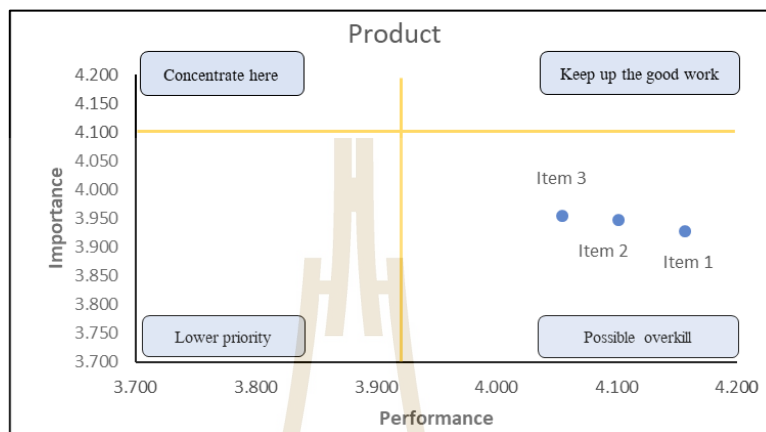 Product
Concentrate here
Keep up the good work
4.200
4.150
4.100
4.050
4.000
3.950
3.900
3.850
3.800
3.750
3.700
Importance
Item 3
Item 2
Item 1
Lower priority
Possible overkill
3.700 3.800 3.900 4.000 4.100 4.200
Performance